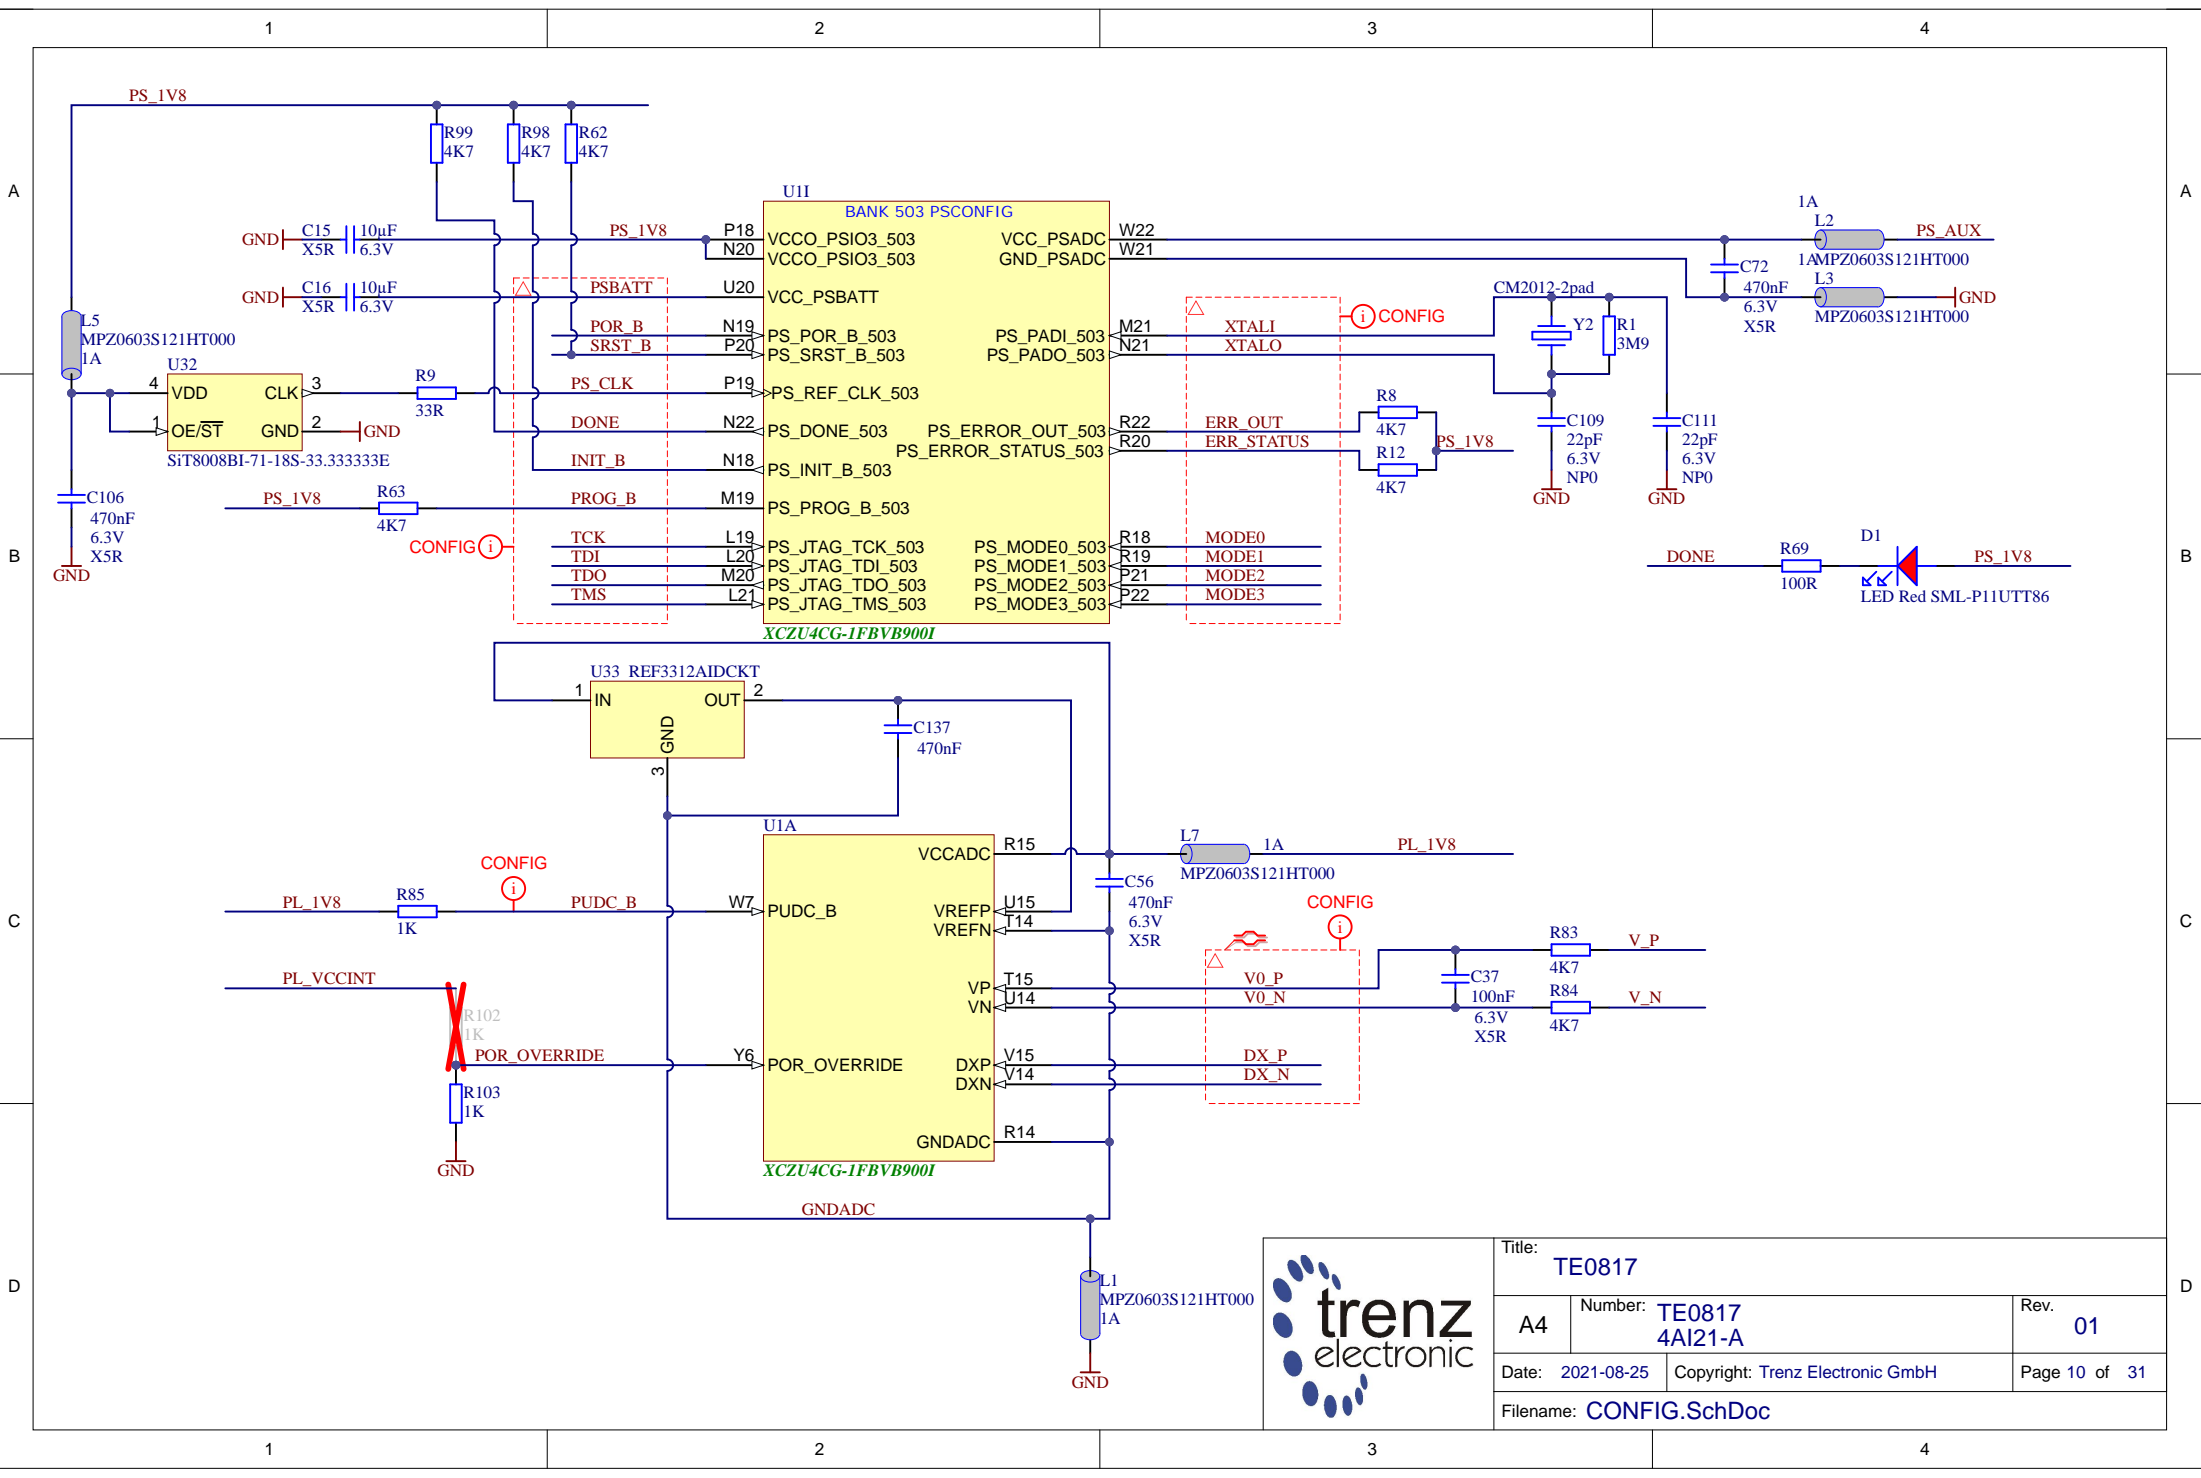 1 2 3 4
A
B
C
D
PS_1V8
R99
4K7
R98
4K7
R62
4K7
U1I
BANK 503 PSCONFIG
GND
C15
X5R
10µF
6.3V
PS_1V8
P18
N20
VCCO_PSIO3_503
VCCO_PSIO3_503
GND
C16
X5R
10µF
6.3V
PSBATT
U20
VCC_PSBATT
POR_B
N19
PS_POR_B_503
SRST_B
P20
PS_SRST_B_503
L5
MPZ0603S121HT000
1A
U32
4
VDD
CLK
3
1
OE/ST
GND
2
GND
SiT8008BI-71-18S-33.333333E
R9
33R
PS_CLK
P19
PS_REF_CLK_503
DONE
N22
PS_DONE_503
INIT_B
N18
PS_INIT_B_503
C106
470nF
6.3V
X5R
GND
PS_1V8
R63
4K7
PROG_B
M19
PS_PROG_B_503
CONFIG
i
TCK
L19
PS_JTAG_TCK_503
TDI
L20
PS_JTAG_TDI_503
TDO
M20
PS_JTAG_TDO_503
TMS
L21
PS_JTAG_TMS_503
XCZU4CG-1FBVB900I
VCC_PSADC
W22
GND_PSADC
W21
1A
L2
PS_AUX
MPZ0603S121HT000
C72
470nF
6.3V
X5R
1A
L3
GND
MPZ0603S121HT000
PS_PADI_503
M21
XTALI
PS_PADO_503
N21
XTALO
i
CONFIG
CM2012-2pad
Y2
R1
3M9
C109
22pF
6.3V
NP0
GND
C111
22pF
6.3V
NP0
GND
PS_ERROR_OUT_503
R22
ERR_OUT
PS_ERROR_STATUS_503
R20
ERR_STATUS
R8
4K7
R12
4K7
PS_1V8
PS_MODE0_503
R18
MODE0
PS_MODE1_503
R19
MODE1
PS_MODE2_503
P21
MODE2
PS_MODE3_503
P22
MODE3
DONE
R69
100R
D1
PS_1V8
LED Red SML-P11UTT86
U33 REF3312AIDCKT
1
IN
OUT
2
GND
3
C137
470nF
U1A
VCCADC
R15
L7
1A
PL_1V8
MPZ0603S121HT000
C56
470nF
6.3V
X5R
CONFIG
i
PL_1V8
R85
1K
PUDC_B
W7
PUDC_B
VREFP
U15
VREFN
T14
PL_VCCINT
R102
1K
POR_OVERRIDE
Y6
POR_OVERRIDE
R103
1K
GND
CONFIG
i
VP
T15
V0_P
VN
U14
V0_N
C37
100nF
6.3V
X5R
R83
4K7
V_P
R84
4K7
V_N
DXP
V15
DX_P
DXN
V14
DX_N
GNDADC
R14
XCZU4CG-1FBVB900I
GNDADC
L1
MPZ0603S121HT000
1A
GND
trenz
electronic
Title:
TE0817
A4
Number: TE0817
4AI21-A
Rev.
01
Date: 2021-08-25
Copyright: Trenz Electronic GmbH
Page 10 of 31
Filename: CONFIG.SchDoc
A
B
C
D
1 2 3 4